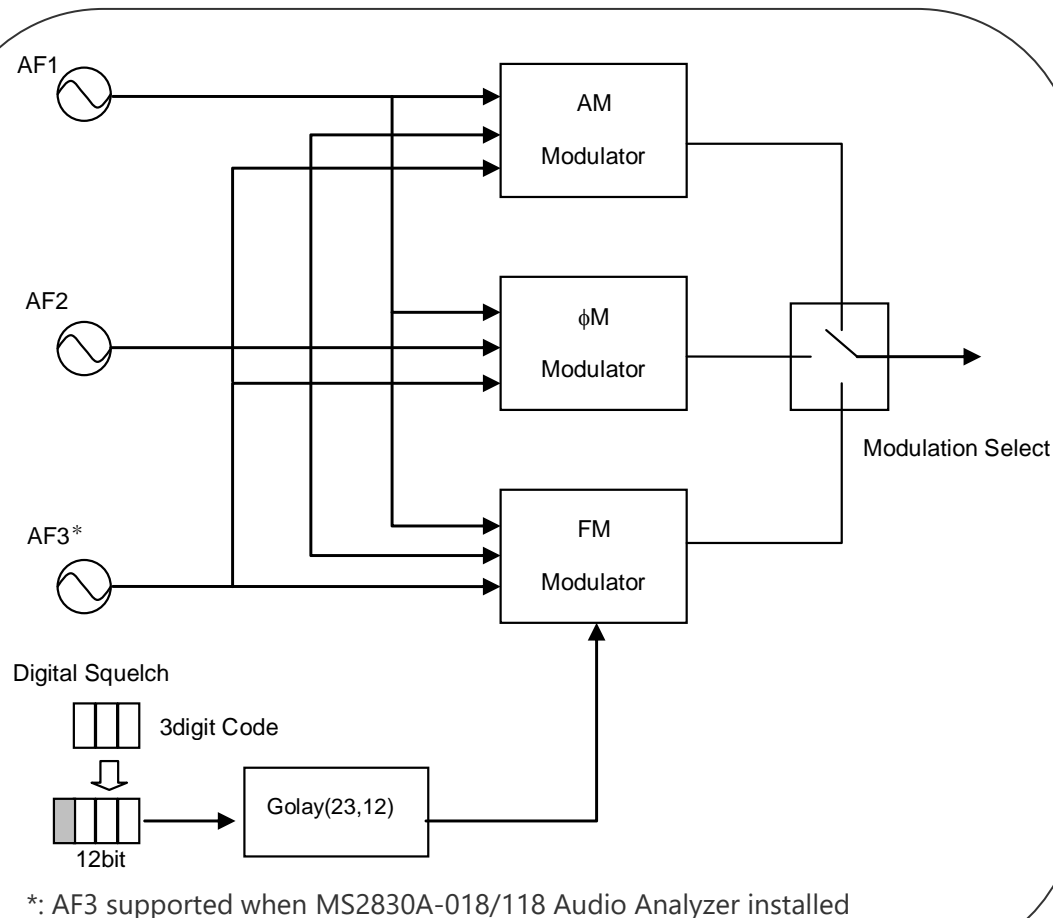 AF1
AM
Modulator
AF2
ϕM
Modulator
Modulation Select
AF3*
FM
Modulator
Digital Squelch
3digit Code
Golay(23,12)
12bit
*: AF3 supported when MS2830A-018/118 Audio Analyzer installed